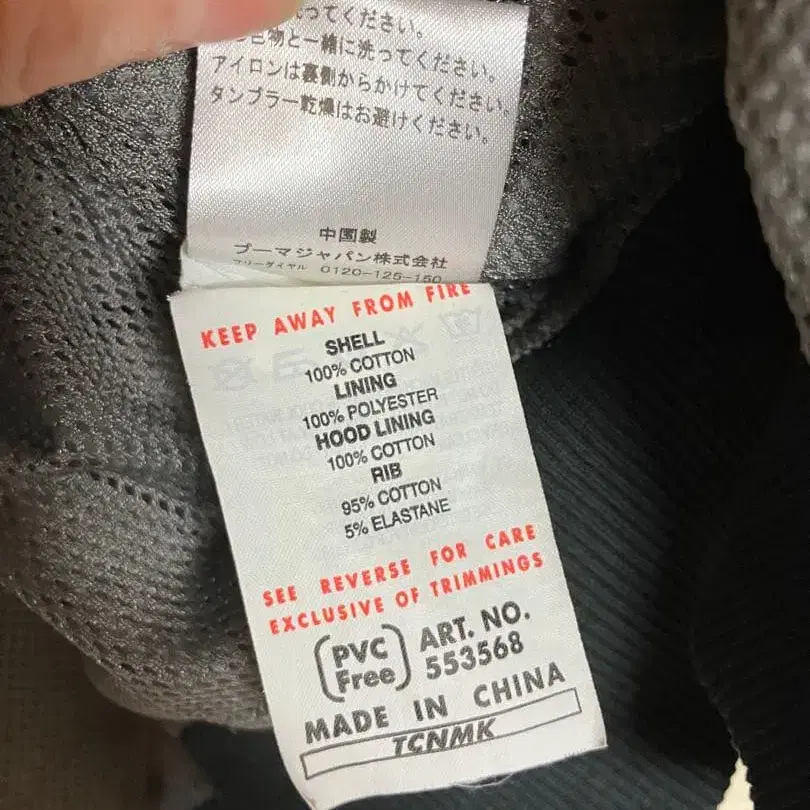 ってください。
色物と一緒に洗ってください。
アイロンは裏側からかけてください。
タンブラー乾燥はお避けください。
中国製
プーマジャパン株式会社
フリーダイヤル 0120-125-150
KEEP AWAY FROM FIRE
SHELL
100% COTTON
LINING
100% POLYESTER
HOOD LINING
100% COTTON
RIB
95% COTTON
5% ELASTANE
SEE REVERSE FOR CARE
EXCLUSIVE OF TRIMMINGS
PVC Free
ART. NO.
553568
MADE IN CHINA
TCNMK